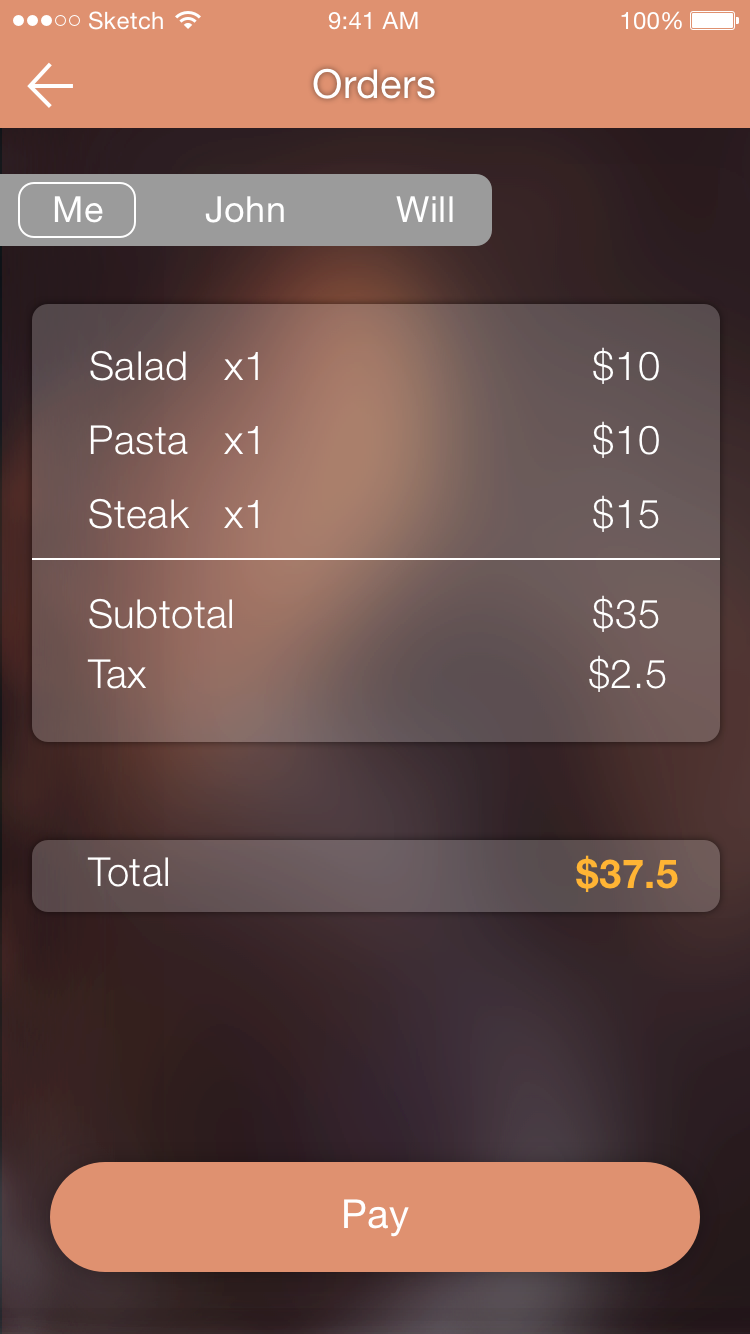 Sketch 9:41 AM 100%
Orders
Me John Will
Salad x1 $10
Pasta x1 $10
Steak x1 $15
Subtotal $35
Tax $2.5
Total $37.5
Pay